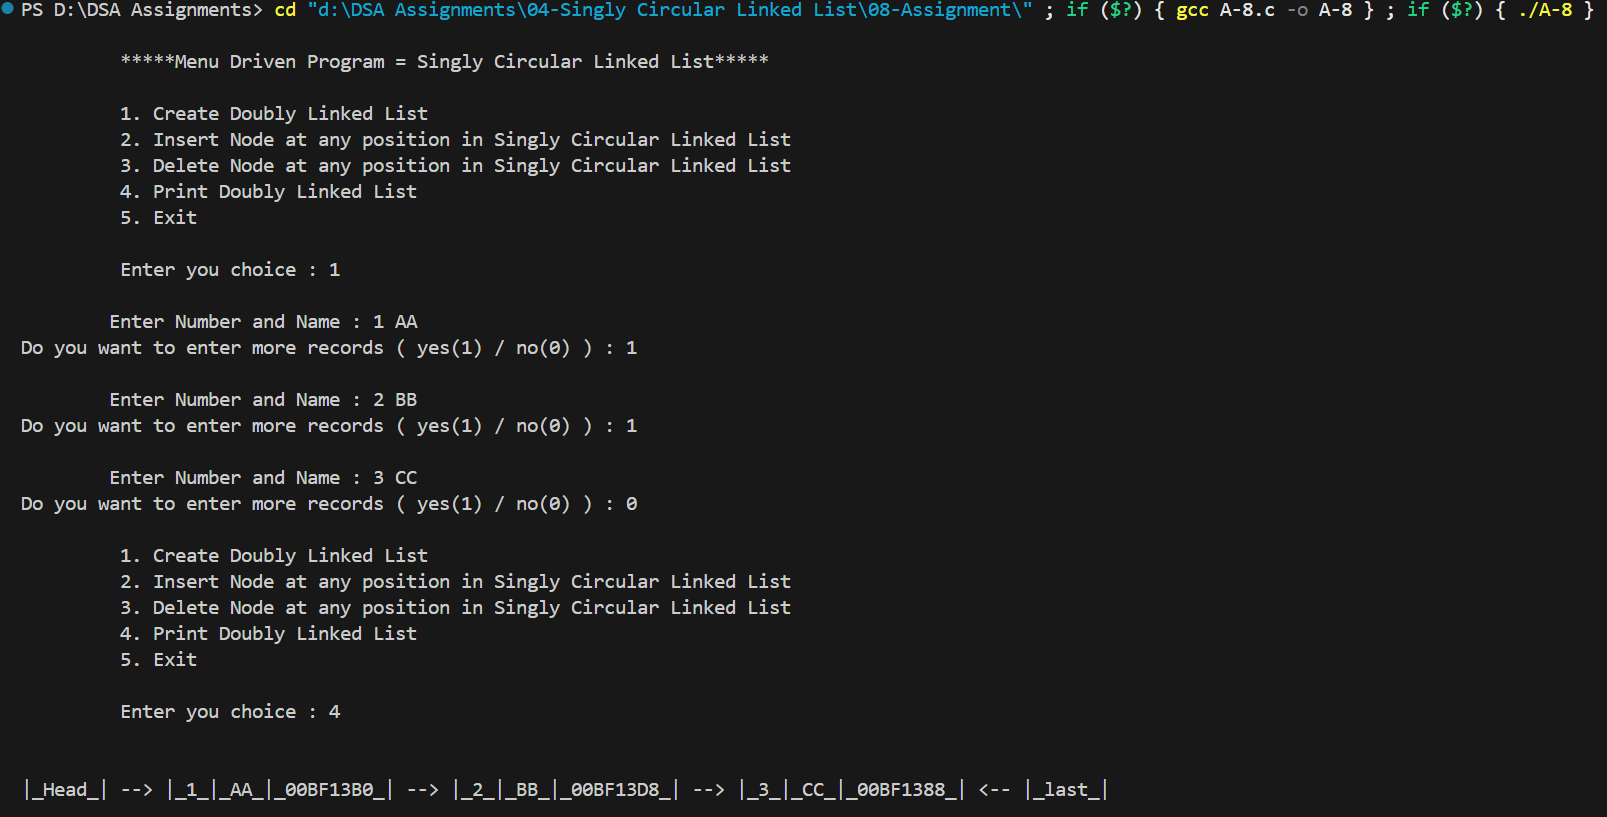 PS D:\DSA Assignments> cd "d:\DSA Assignments\04-Singly Circular Linked List\08-Assignment\" ; if ($?) { gcc A-8.c -o A-8 } ; if ($?) { ./A-8 }
*****Menu Driven Program = Singly Circular Linked List*****
1. Create Doubly Linked List
2. Insert Node at any position in Singly Circular Linked List
3. Delete Node at any position in Singly Circular Linked List
4. Print Doubly Linked List
5. Exit
Enter you choice : 1
Enter Number and Name : 1 AA
Do you want to enter more records ( yes(1) / no(0) ) : 1
Enter Number and Name : 2 BB
Do you want to enter more records ( yes(1) / no(0) ) : 1
Enter Number and Name : 3 CC
Do you want to enter more records ( yes(1) / no(0) ) : 0
1. Create Doubly Linked List
2. Insert Node at any position in Singly Circular Linked List
3. Delete Node at any position in Singly Circular Linked List
4. Print Doubly Linked List
5. Exit
Enter you choice : 4
|_Head_| --> |_1_|_AA_|_00BF13B0_| --> |_2_|_BB_|_00BF13D8_| --> |_3_|_CC_|_00BF1388_| <-- |_last_|